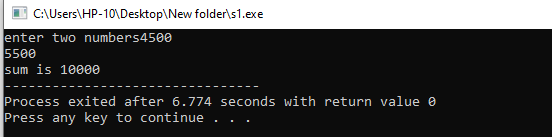 C:\Users\HP-10\Desktop\New folder\s1.exe
enter two numbers4500
5500
sum is 10000
--------------------------------
Process exited after 6.774 seconds with return value 0
Press any key to continue . . .